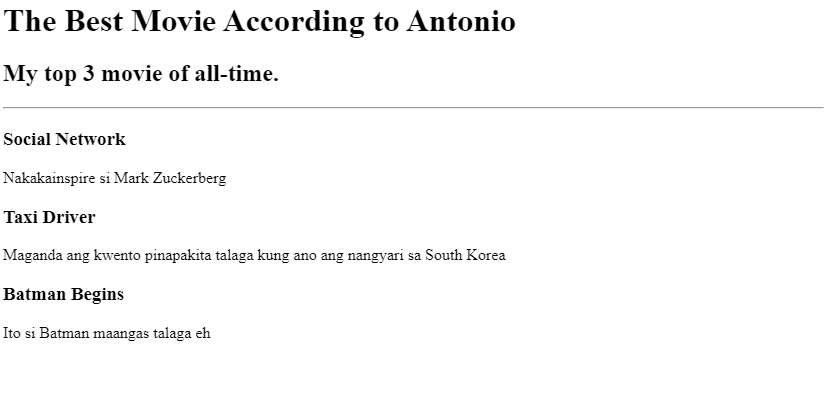 The Best Movie According to Antonio
My top 3 movie of all-time.
Social Network
Nakakainspire si Mark Zuckerberg
Taxi Driver
Maganda ang kwento pinapakita talaga kung ano ang nangyari sa South Korea
Batman Begins
Ito si Batman maangas talaga eh